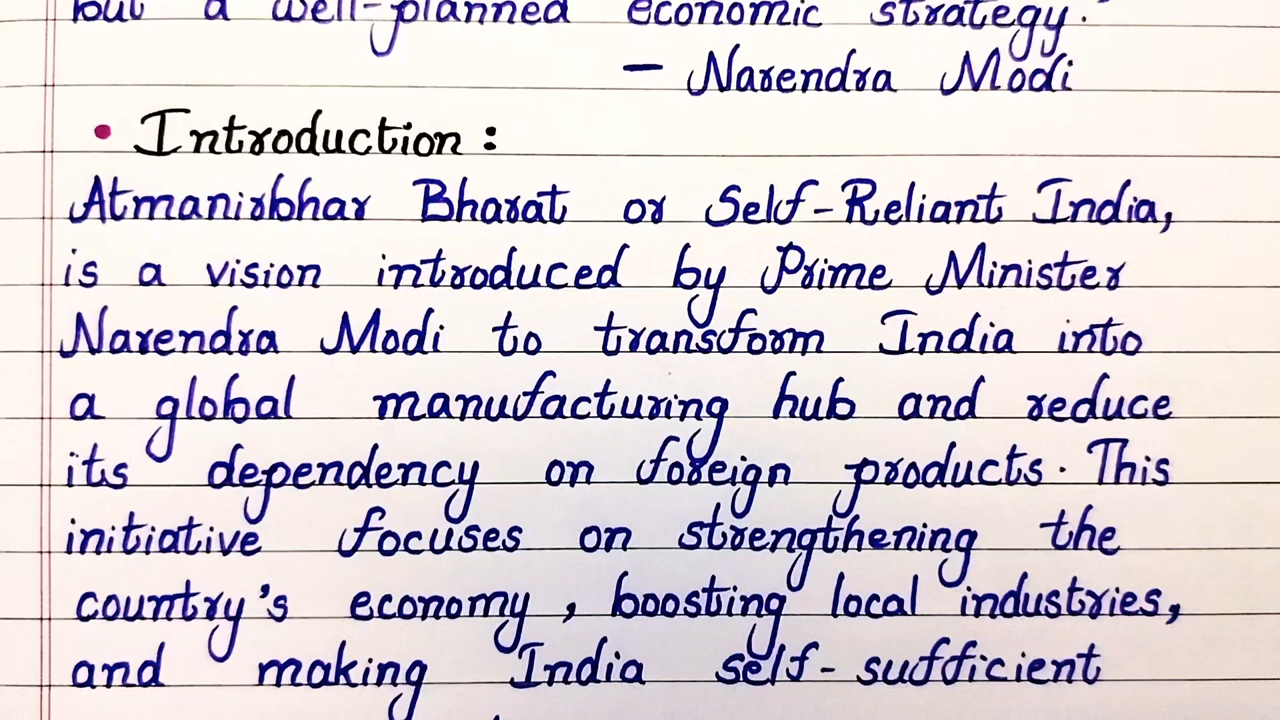 but a well-planned economic strategy."
— Narendra Modi
• Introduction :
Atmanirbhar Bharat or Self-Reliant India,
is a vision introduced by Prime Minister
Narendra Modi to transform India into
a global manufacturing hub and reduce
its dependency on foreign products. This
initiative focuses on strengthening the
country's economy, boosting local industries,
and making India self-sufficient